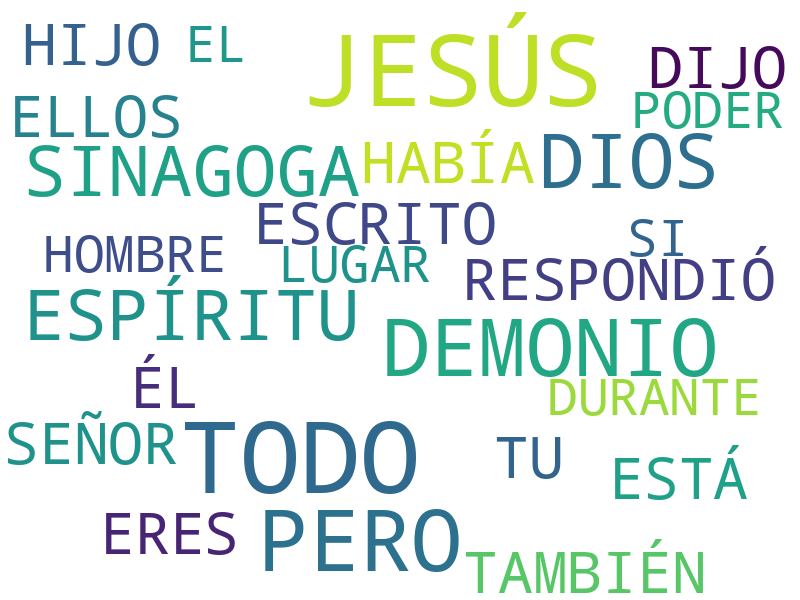 HIJO EL JESÚS DIJO
ELLOS PODER
SINAGOGA HABÍA DIOS
ESCRITO SI
HOMBRE LUGAR RESPONDIÓ
ESPÍRITU DEMONIO
ÉL DURANTE
SEÑOR TODO TU ESTÁ
ERES PERO TAMBIÉN